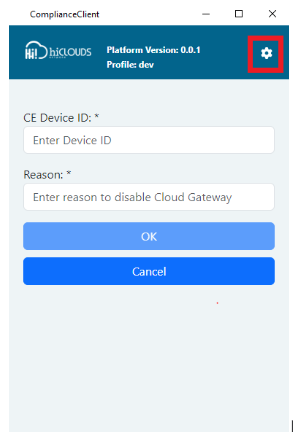 ComplianceClient
Hi! hiCLOUDS
Platform Version: 0.0.1
Profile: dev
CE Device ID: *
Enter Device ID
Reason: *
Enter reason to disable Cloud Gateway
OK
Cancel